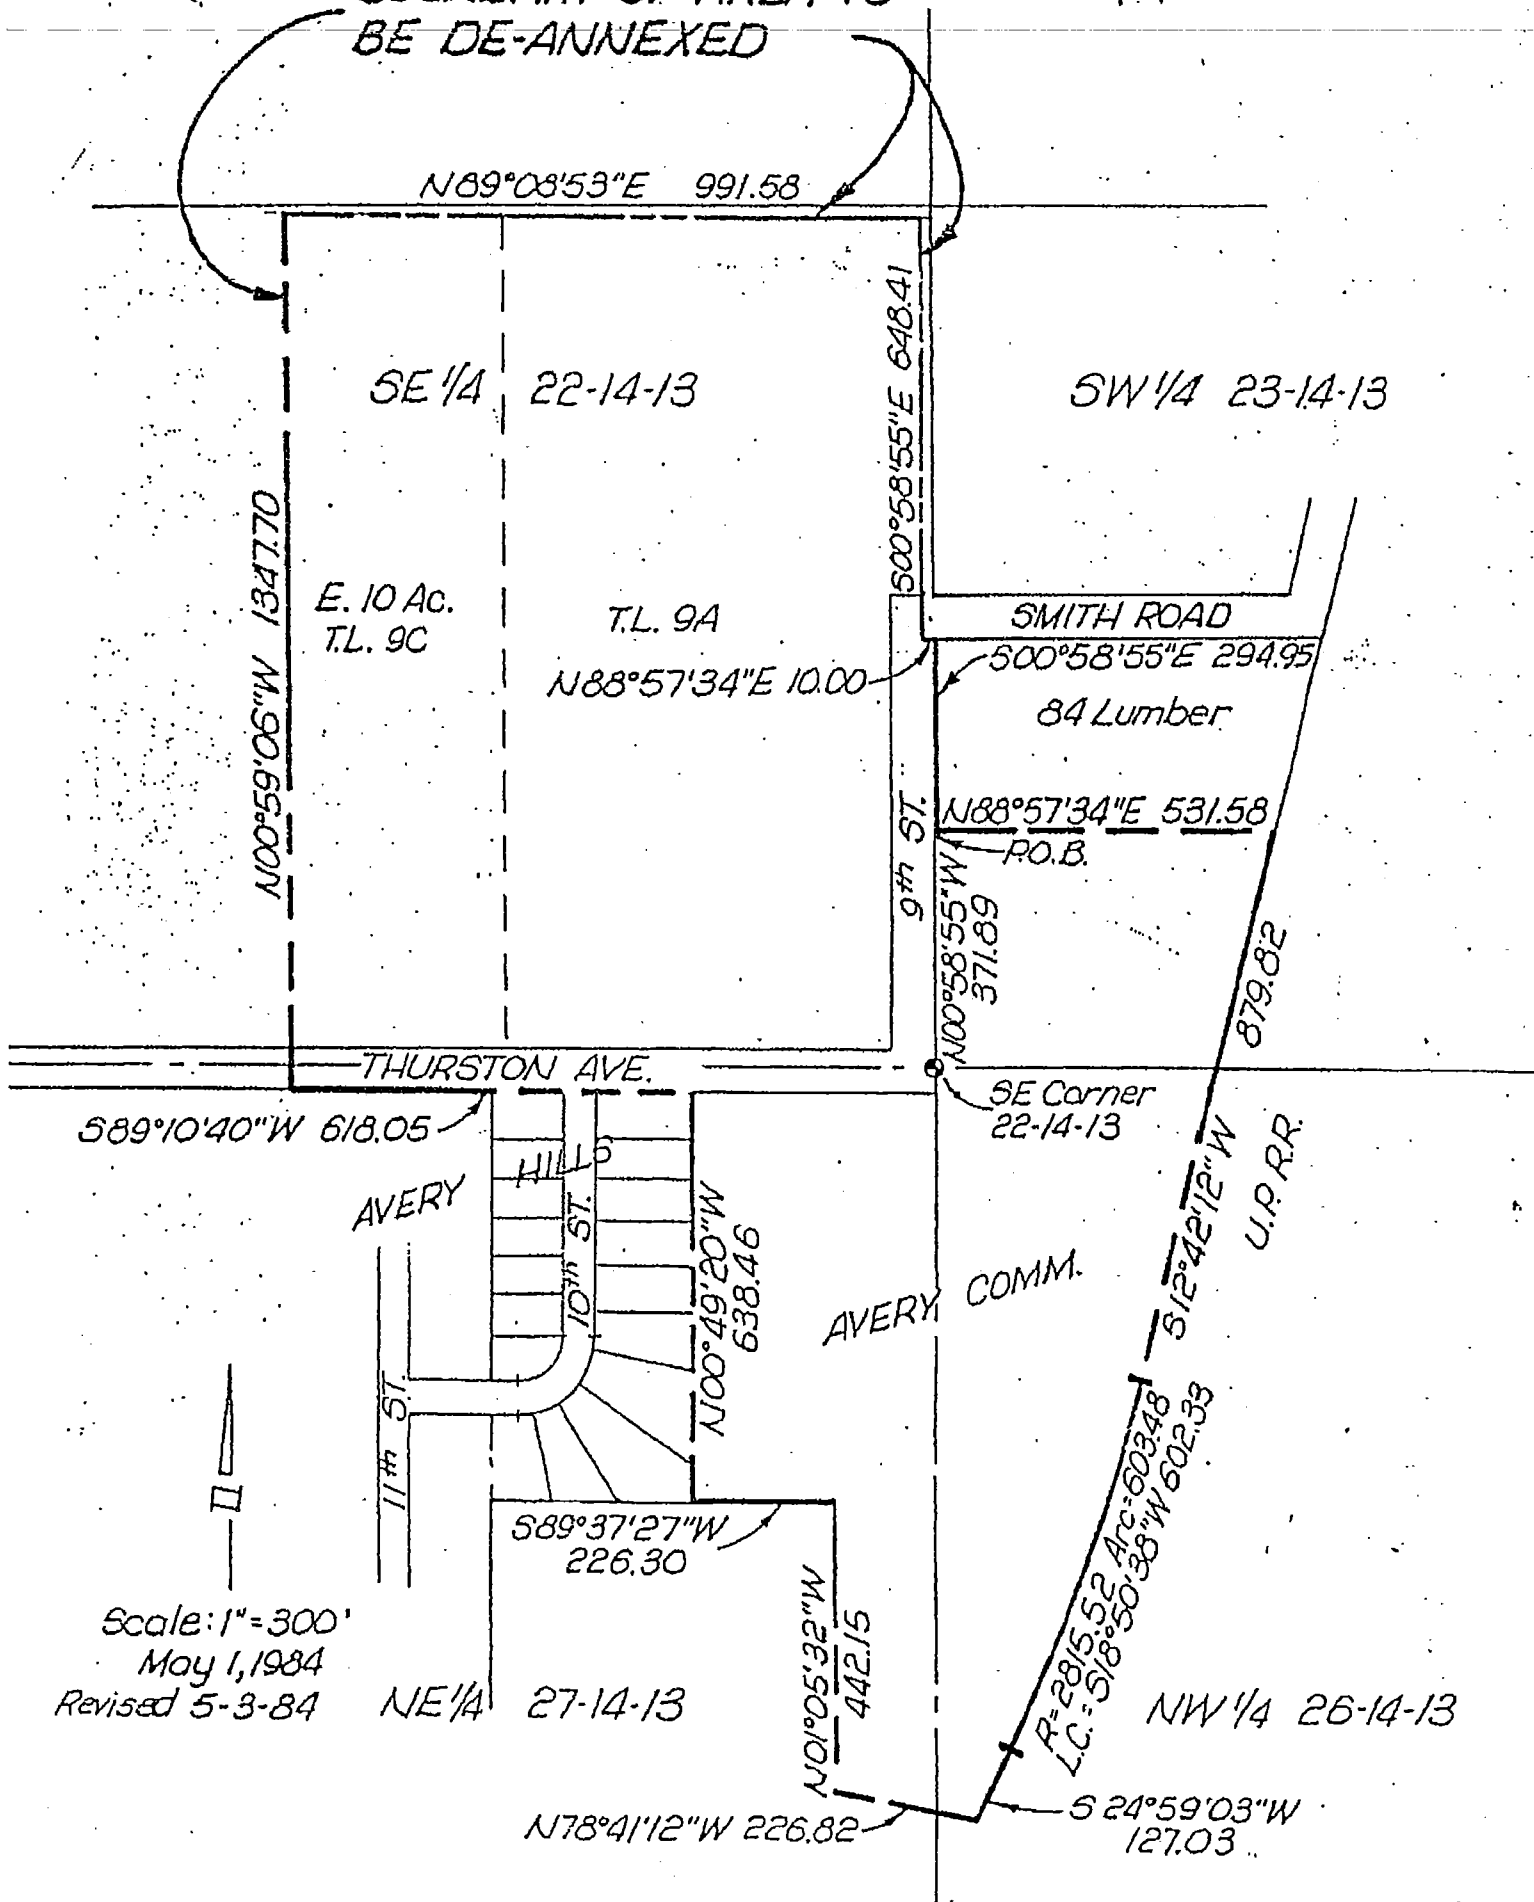 BOUNDARY OF AREA TO
BE DE-ANNEXED
N89°08'53"E 991.58
S00°58'55"E 648.41
SE 1/4 22-14-13
SW 1/4 23-14-13
N00°59'06"W 1347.70
E. 10 Ac.
T.L. 9C
T.L. 9A
SMITH ROAD
N88°57'34"E 10.00
S00°58'55"E 294.95
84 Lumber
9th ST.
N88°57'34"E 531.58
P.O.B.
N00°58'55"W
371.89
879.82
THURSTON AVE.
SE Corner
22-14-13
S89°10'40"W 618.05
AVERY HILLS
10th ST.
N00°49'20"W
638.46
AVERY COMM.
S12°42'12"W
U.P.R.R.
11th ST.
S89°37'27"W
226.30
R=2815.52 Arc=603.48
L.C.=S18°50'38"W 602.33
N01°05'32"W
442.15
Scale: 1"=300'
May 1, 1984
Revised 5-3-84
NE 1/4 27-14-13
NW 1/4 26-14-13
N78°41'12"W 226.82
S 24°59'03"W
127.03